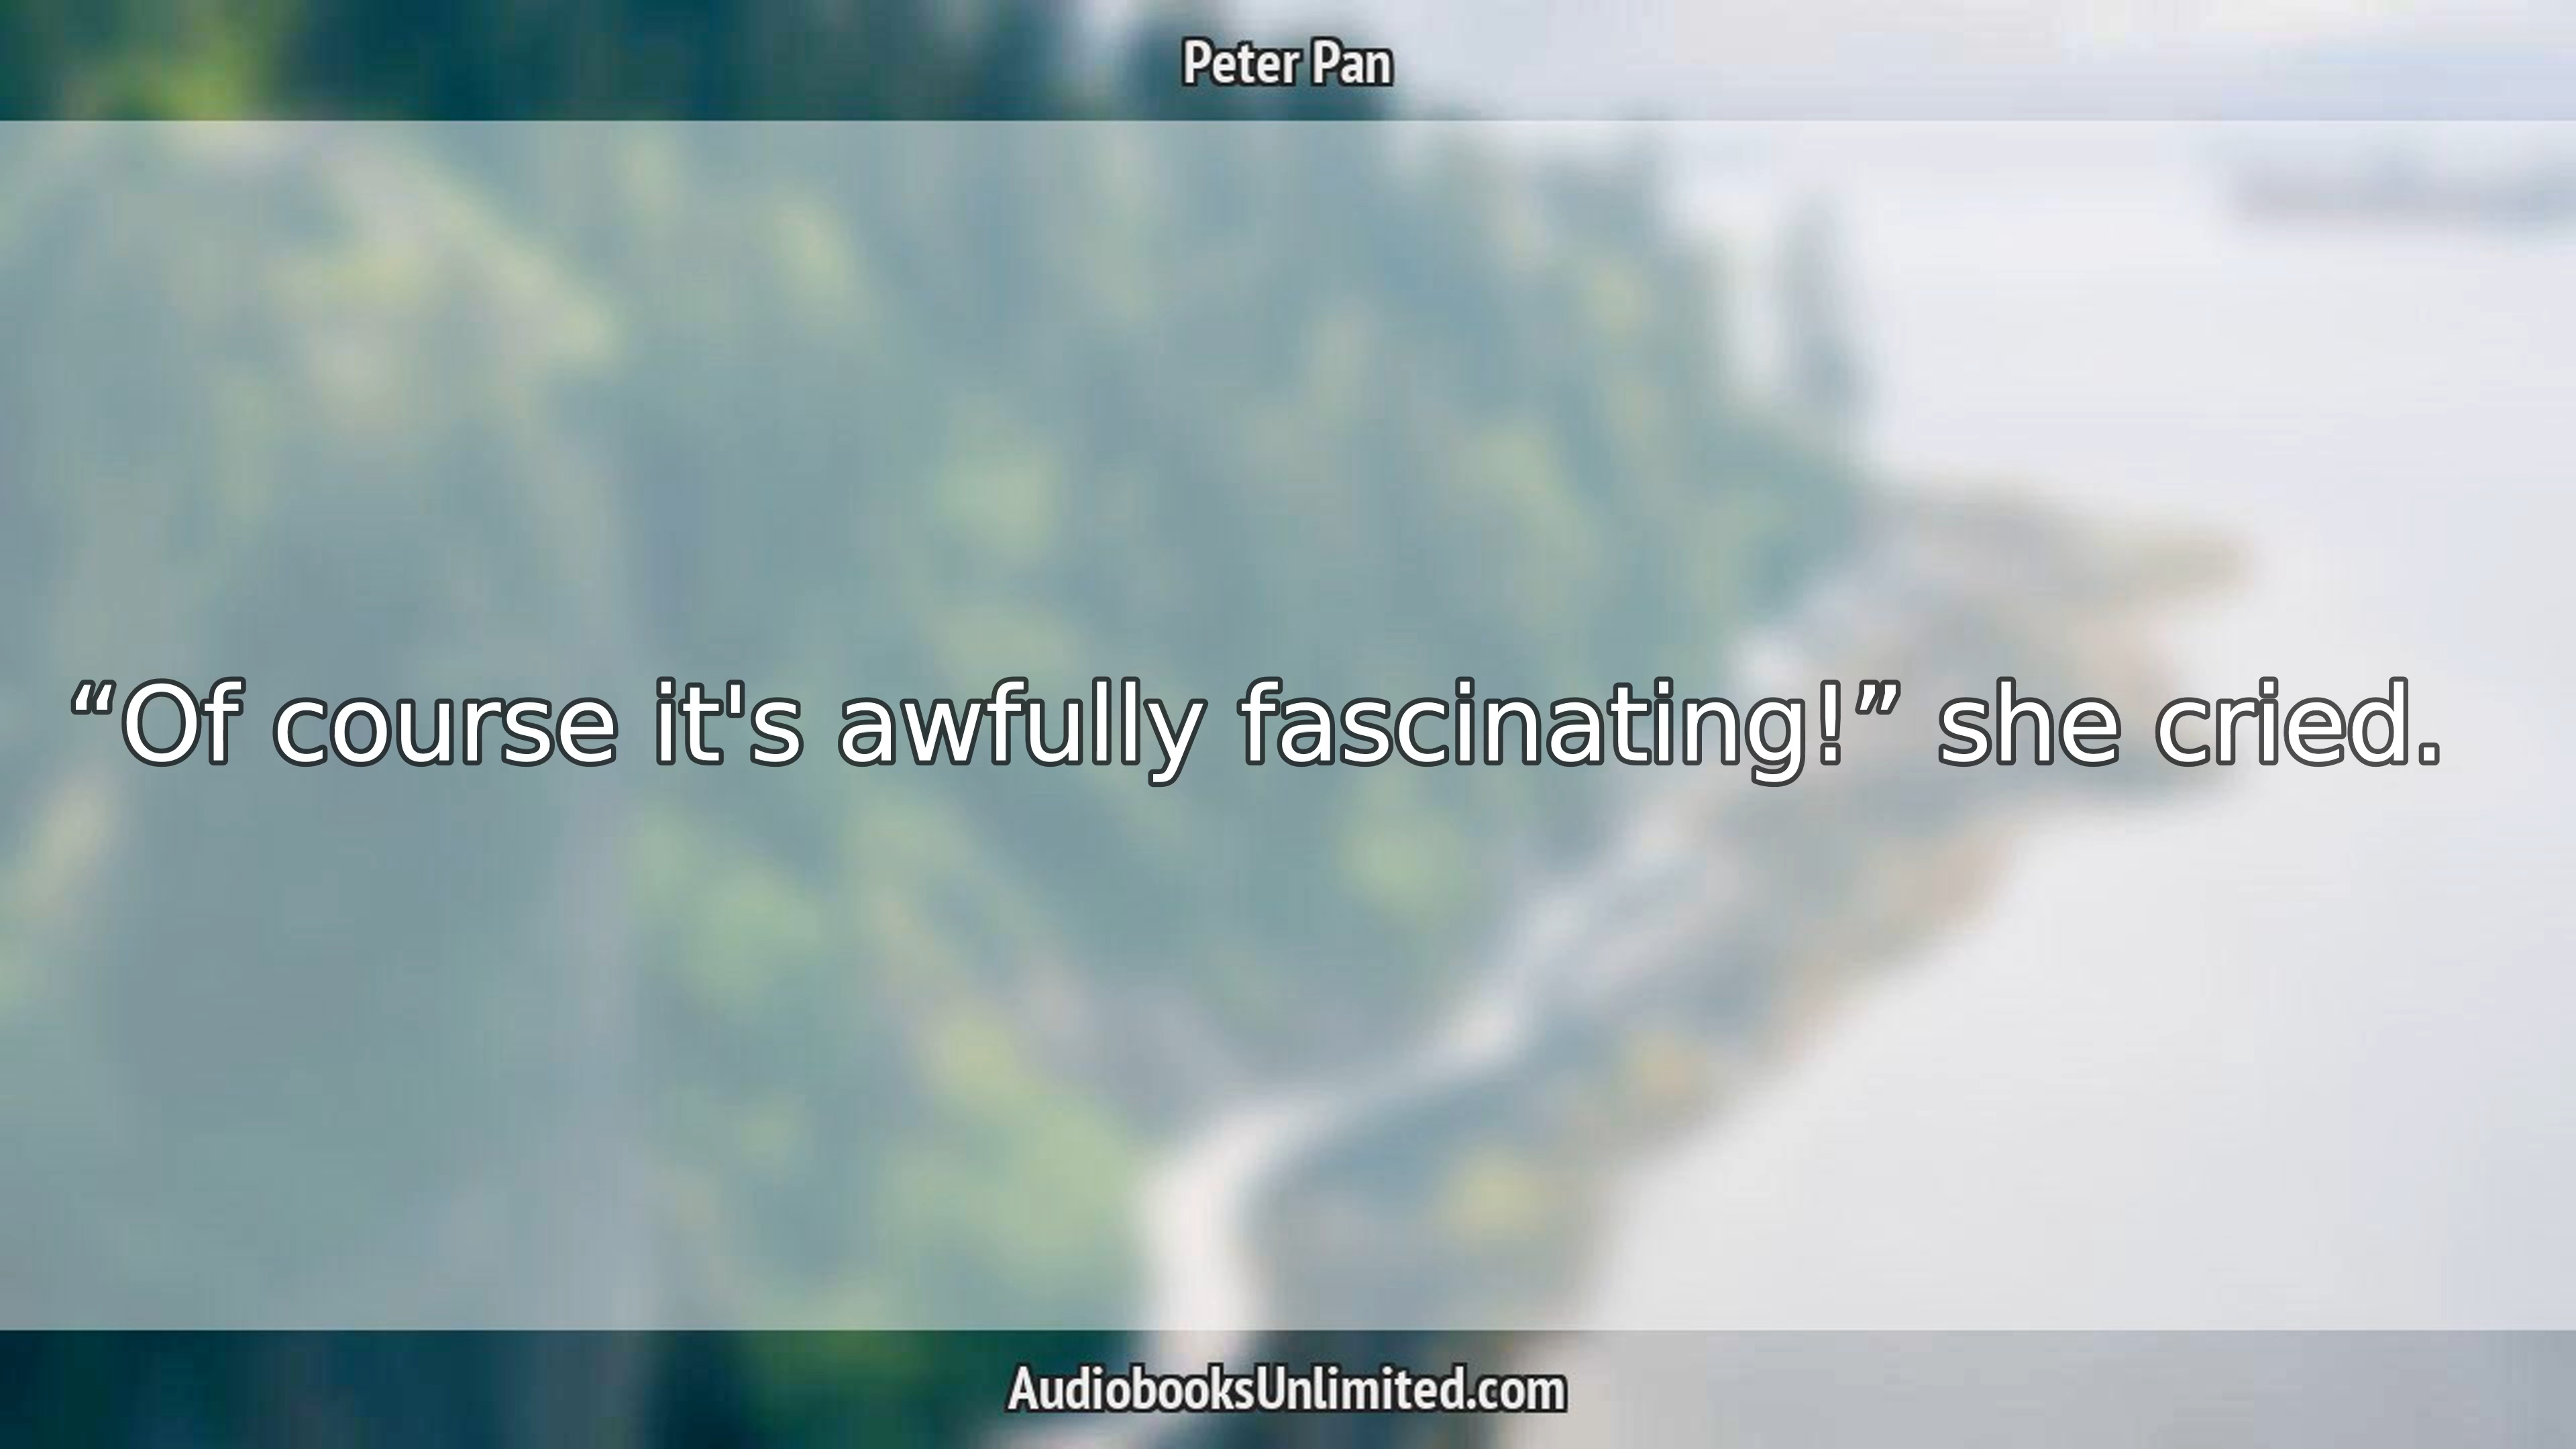 Peter Pan
“Of course it's awfully fascinating!” she cried.
AudiobooksUnlimited.com